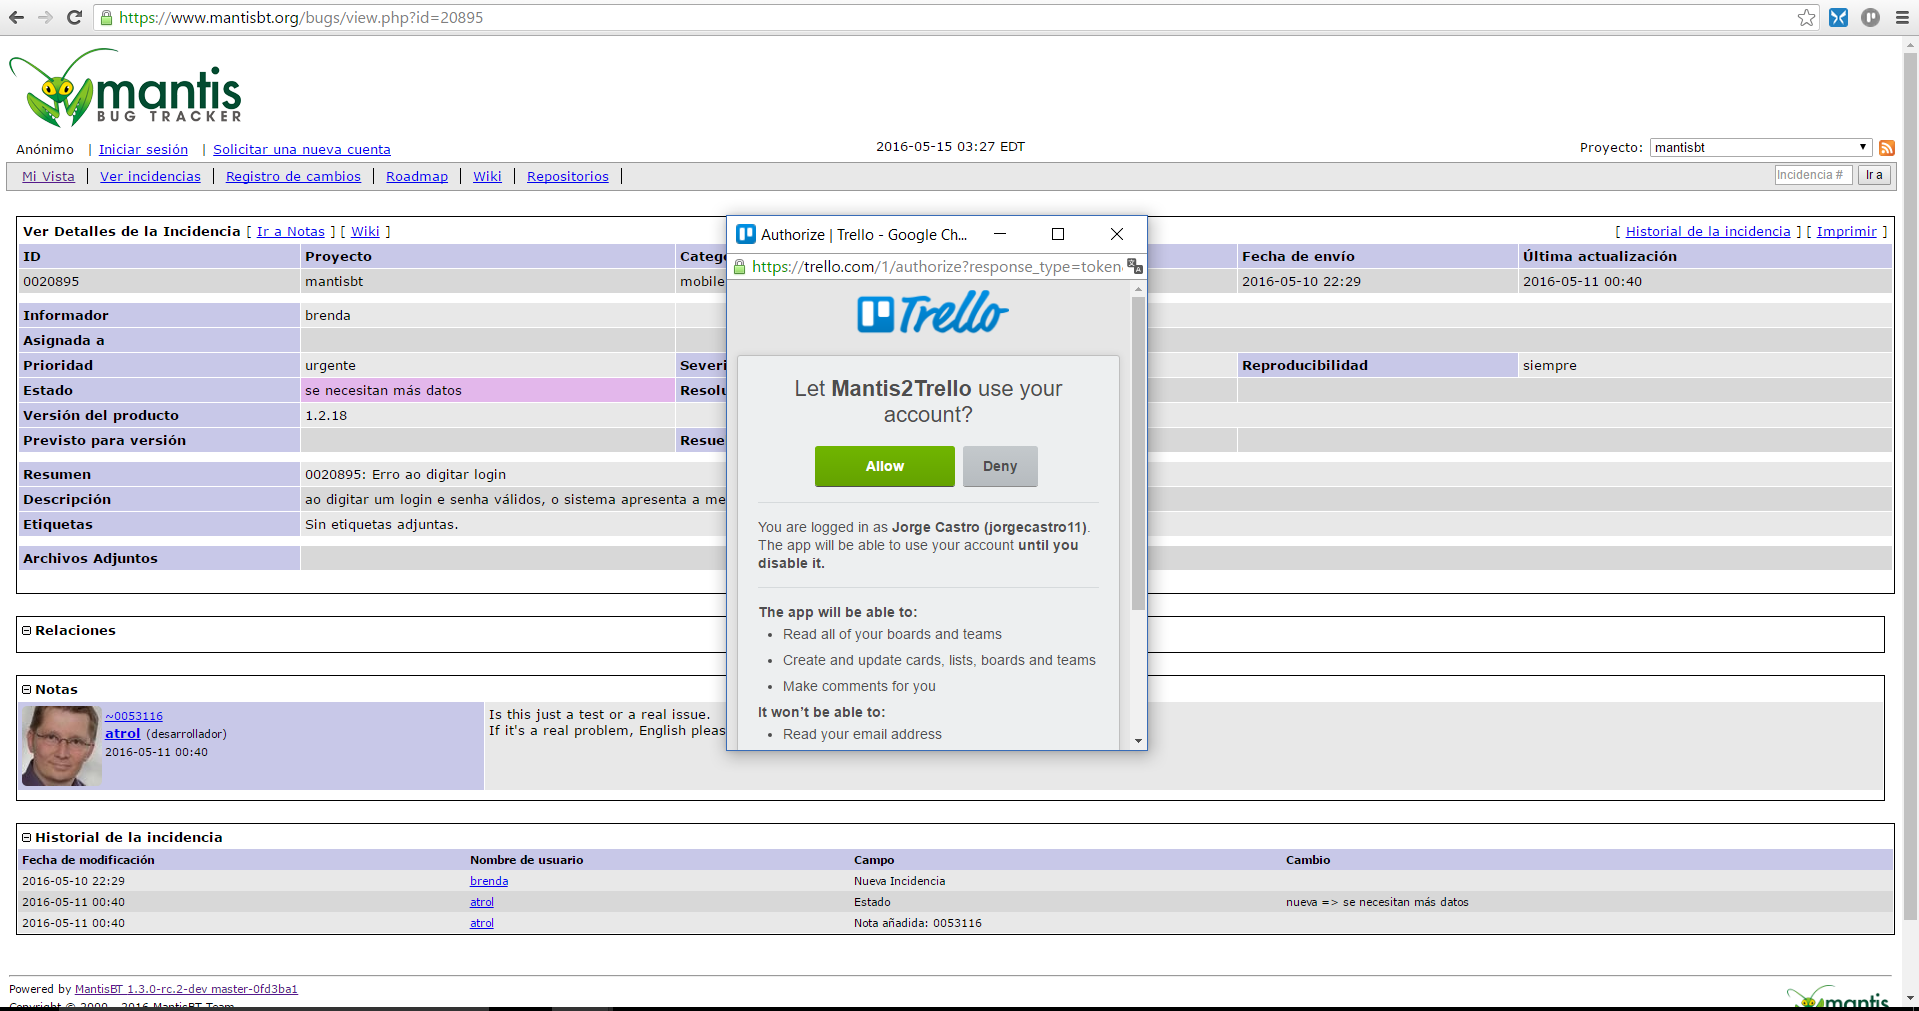 https://www.mantisbt.org/bugs/view.php?id=20895
mantis
BUG TRACKER
Anónimo | Iniciar sesión | Solicitar una nueva cuenta
2016-05-15 03:27 EDT
Proyecto: mantisbt
Mi Vista | Ver incidencias | Registro de cambios | Roadmap | Wiki | Repositorios |
Incidencia # Ir a
Ver Detalles de la Incidencia [ Ir a Notas ] [ Wiki ]
[ Historial de la incidencia ] [ Imprimir ]
ID Proyecto Catego Fecha de envío Última actualización
0020895 mantisbt mobile 2016-05-10 22:29 2016-05-11 00:40
Informador brenda
Asignada a
Prioridad urgente Severi Reproducibilidad siempre
Estado se necesitan más datos Resolu
Versión del producto 1.2.18
Previsto para versión Resue
Resumen 0020895: Erro ao digitar login
Descripción ao digitar um login e senha válidos, o sistema apresenta a me
Etiquetas Sin etiquetas adjuntas.
Archivos Adjuntos
Authorize | Trello - Google Ch...
https://trello.com/1/authorize?response_type=token
Trello
Let Mantis2Trello use your
account?
Allow Deny
You are logged in as Jorge Castro (jorgecastro11).
The app will be able to use your account until you
disable it.
The app will be able to:
• Read all of your boards and teams
• Create and update cards, lists, boards and teams
• Make comments for you
It won't be able to:
• Read your email address
Relaciones
Notas
~0053116
atrol (desarrollador)
2016-05-11 00:40
Is this just a test or a real issue.
If it's a real problem, English pleas
Historial de la incidencia
Fecha de modificación Nombre de usuario Campo Cambio
2016-05-10 22:29 brenda Nueva Incidencia
2016-05-11 00:40 atrol Estado nueva => se necesitan más datos
2016-05-11 00:40 atrol Nota añadida: 0053116
Powered by MantisBT 1.3.0-rc.2-dev master-0fd3ba1
Copyright © 2000 - 2016 MantisBT Team
mantis